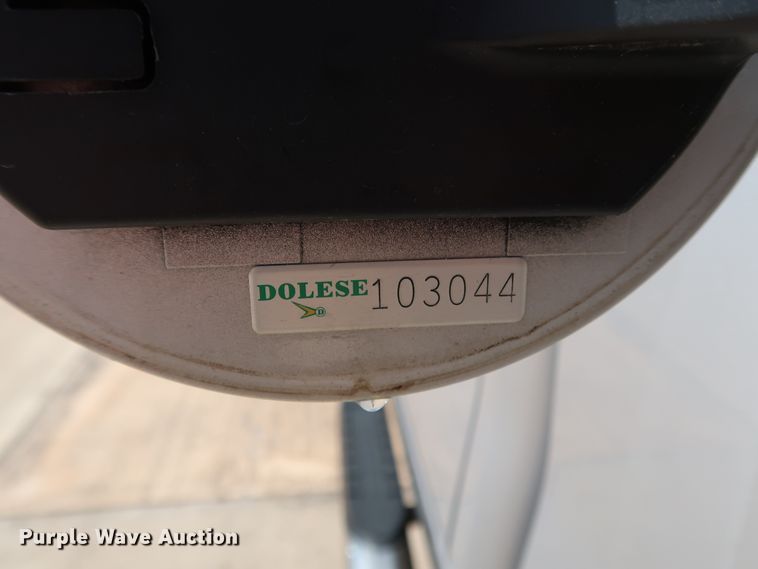 DOLESE 103044
D
Purple Wave Auction